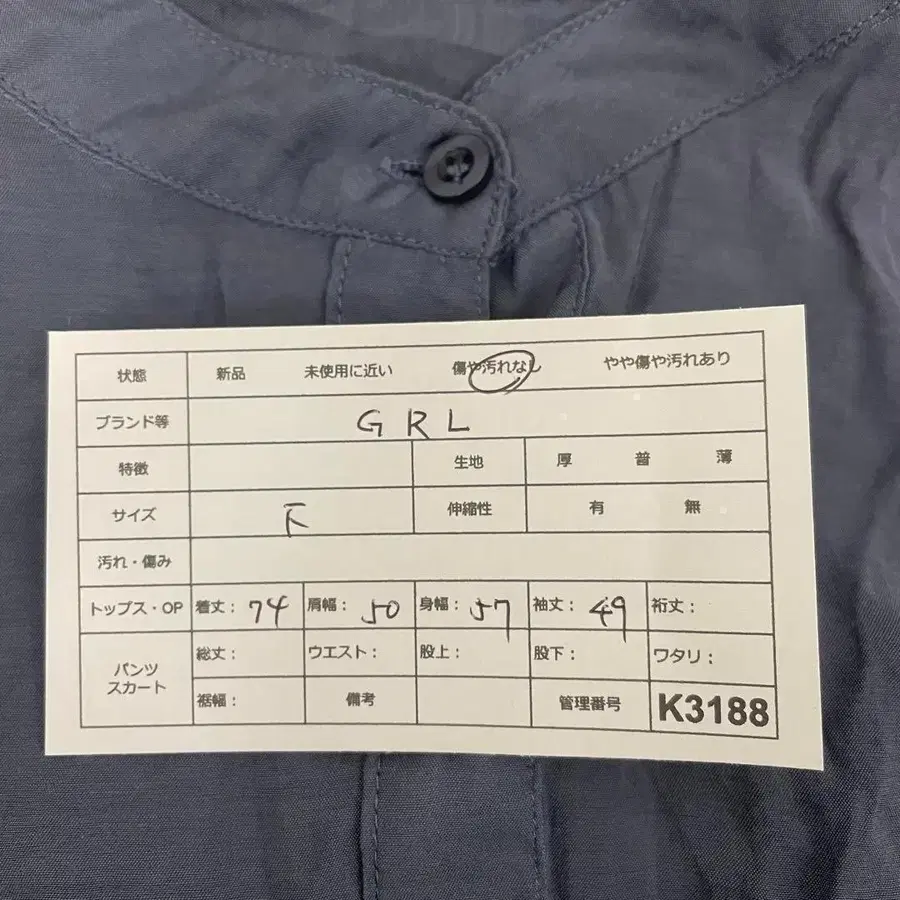 状態 新品 未使用に近い 傷や汚れなし やや傷や汚れあり
ブランド等 GRL
特徴 生地 厚 普 薄
サイズ F 伸縮性 有 無
汚れ・傷み
トップス・OP 着丈： 74 肩幅： 50 身幅： 57 袖丈： 49 裄丈：
パンツ スカート 総丈： ウエスト： 股上： 股下： ワタリ：
裾幅： 備考 管理番号 K3188